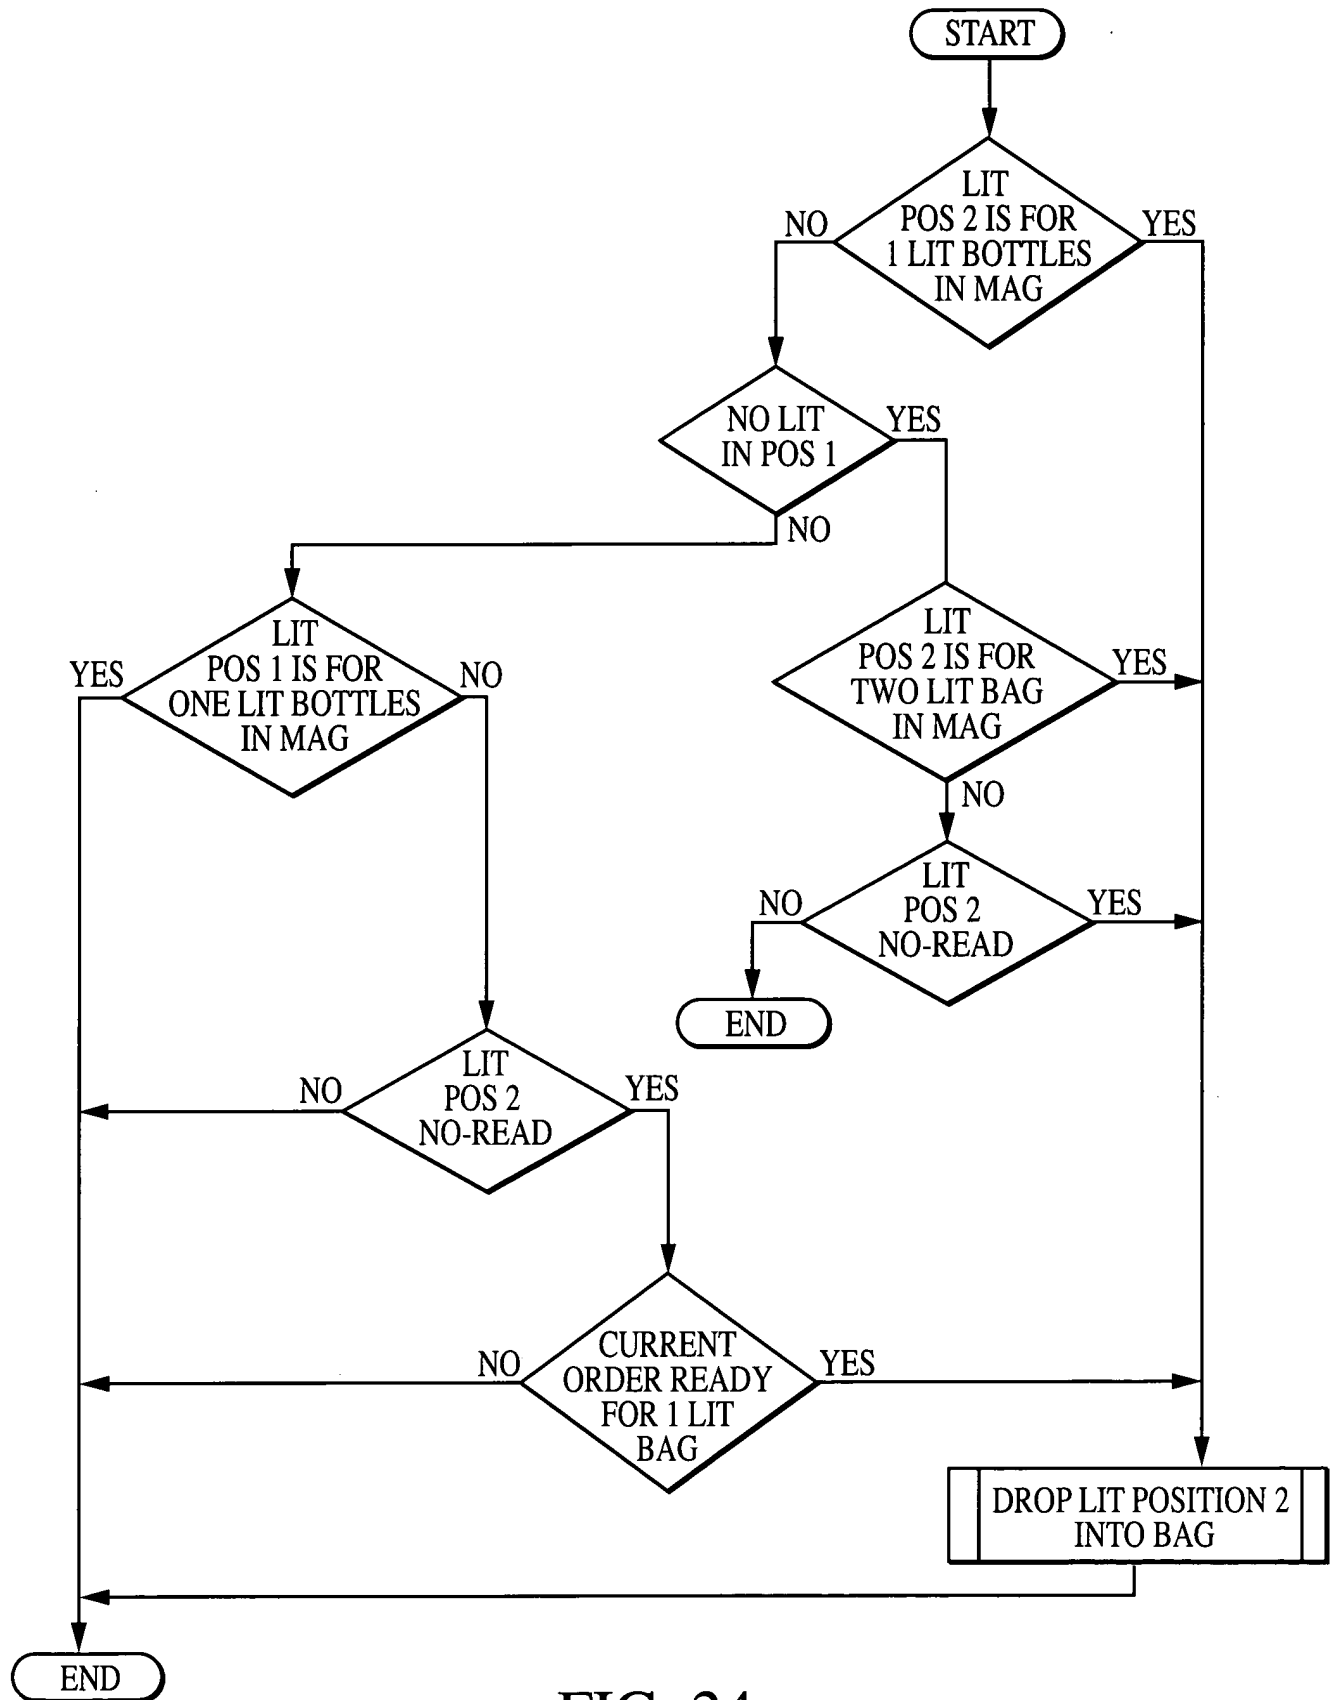 START
LIT
POS 2 IS FOR
1 LIT BOTTLES
IN MAG
NO
YES
NO LIT
IN POS 1
YES
NO
LIT
POS 1 IS FOR
ONE LIT BOTTLES
IN MAG
YES
NO
LIT
POS 2 IS FOR
TWO LIT BAG
IN MAG
YES
NO
LIT
POS 2
NO-READ
NO
YES
END
LIT
POS 2
NO-READ
NO
YES
CURRENT
ORDER READY
FOR 1 LIT
BAG
NO
YES
DROP LIT POSITION 2
INTO BAG
END
FIG. 24